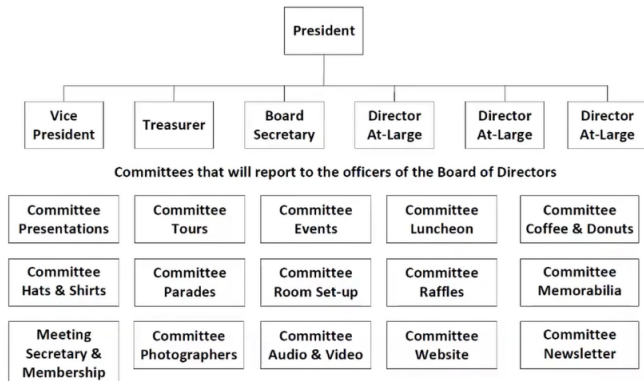 President
Vice
President
Treasurer
Board
Secretary
Director
At-Large
Director
At-Large
Director
At-Large
Committees that will report to the officers of the Board of Directors
Committee
Presentations
Committee
Tours
Committee
Events
Committee
Luncheon
Committee
Coffee & Donuts
Committee
Hats & Shirts
Committee
Parades
Committee
Room Set-up
Committee
Raffles
Committee
Memorabilia
Meeting
Secretary &
Membership
Committee
Photographers
Committee
Audio & Video
Committee
Website
Committee
Newsletter